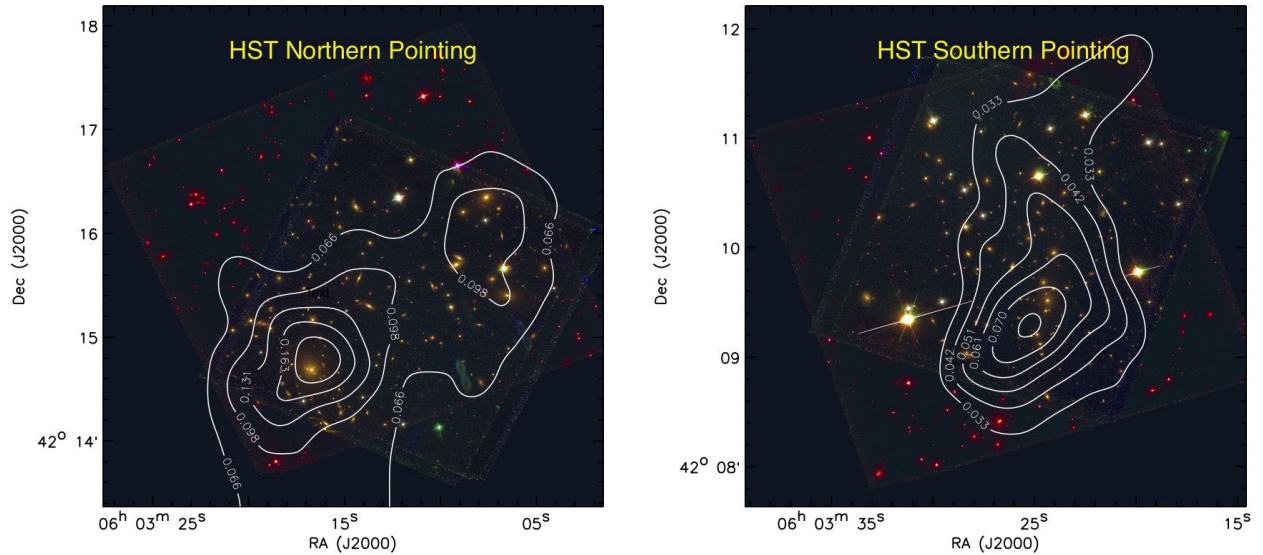 HST Northern Pointing
18
17
16
15
42° 14'
Dec (J2000)
0.066
0.066
0.098
0.098
0.163
0.131
0.098
0.066
0.066
06ʰ 03ᵐ 25ˢ
15ˢ
05ˢ
RA (J2000)
HST Southern Pointing
12
11
10
09
42° 08'
Dec (J2000)
0.033
0.033
0.042
0.070
0.051
0.061
0.042
0.033
06ʰ 03ᵐ 35ˢ
25ˢ
15ˢ
RA (J2000)